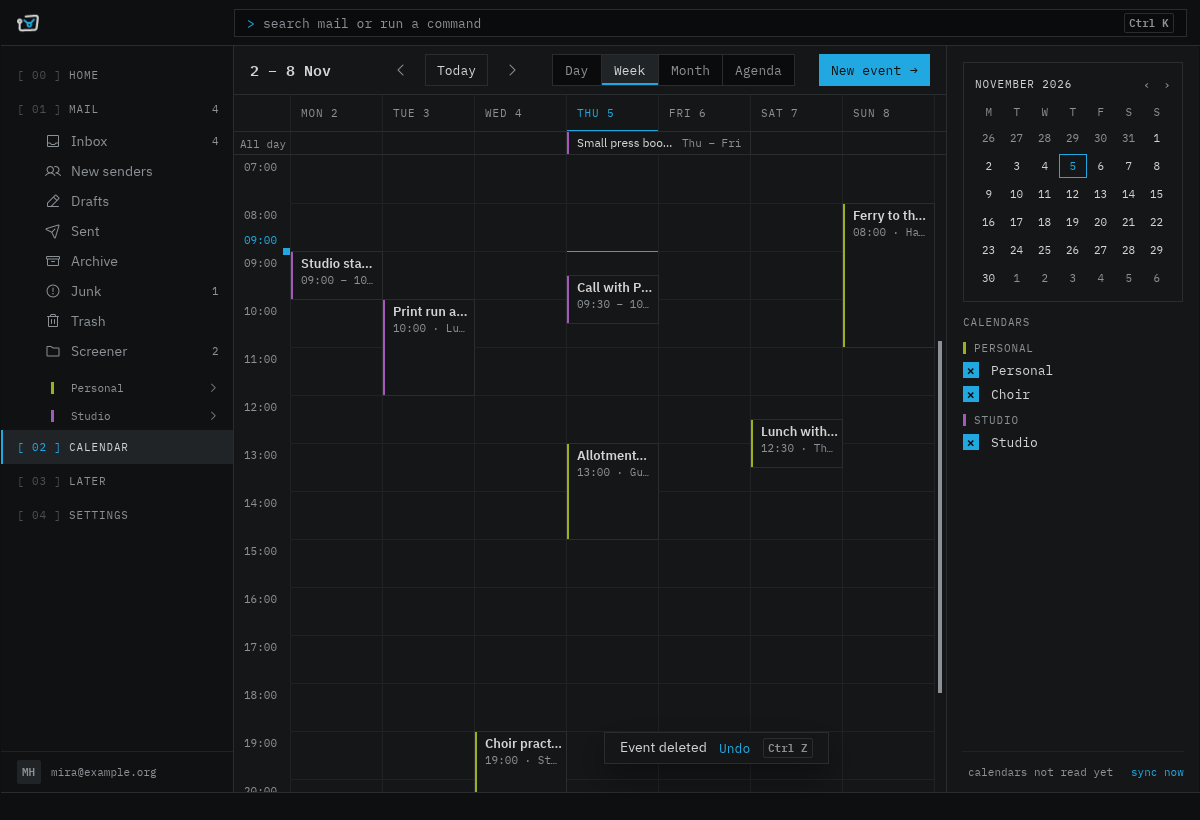 > search mail or run a command Ctrl K
[ 00 ] HOME
[ 01 ] MAIL 4
Inbox 4
New senders
Drafts
Sent
Archive
Junk 1
Trash
Screener 2
Personal
Studio
[ 02 ] CALENDAR
[ 03 ] LATER
[ 04 ] SETTINGS
MH mira@example.org
2 – 8 Nov Today Day Week Month Agenda New event →
MON 2 TUE 3 WED 4 THU 5 FRI 6 SAT 7 SUN 8
All day Small press boo… Thu – Fri
07:00
08:00
09:00
09:00
10:00
11:00
12:00
13:00
14:00
15:00
16:00
17:00
18:00
19:00
20:00
Studio sta…
09:00 – 10…
Print run a…
10:00 · Lu…
Choir pract…
19:00 · St…
Call with P…
09:30 – 10…
Allotment…
13:00 · Gu…
Lunch with…
12:30 · Th…
Ferry to th…
08:00 · Ha…
Event deleted Undo Ctrl Z
NOVEMBER 2026 ‹ ›
M T W T F S S
26 27 28 29 30 31 1
2 3 4 5 6 7 8
9 10 11 12 13 14 15
16 17 18 19 20 21 22
23 24 25 26 27 28 29
30 1 2 3 4 5 6
CALENDARS
PERSONAL
Personal
Choir
STUDIO
Studio
calendars not read yet sync now